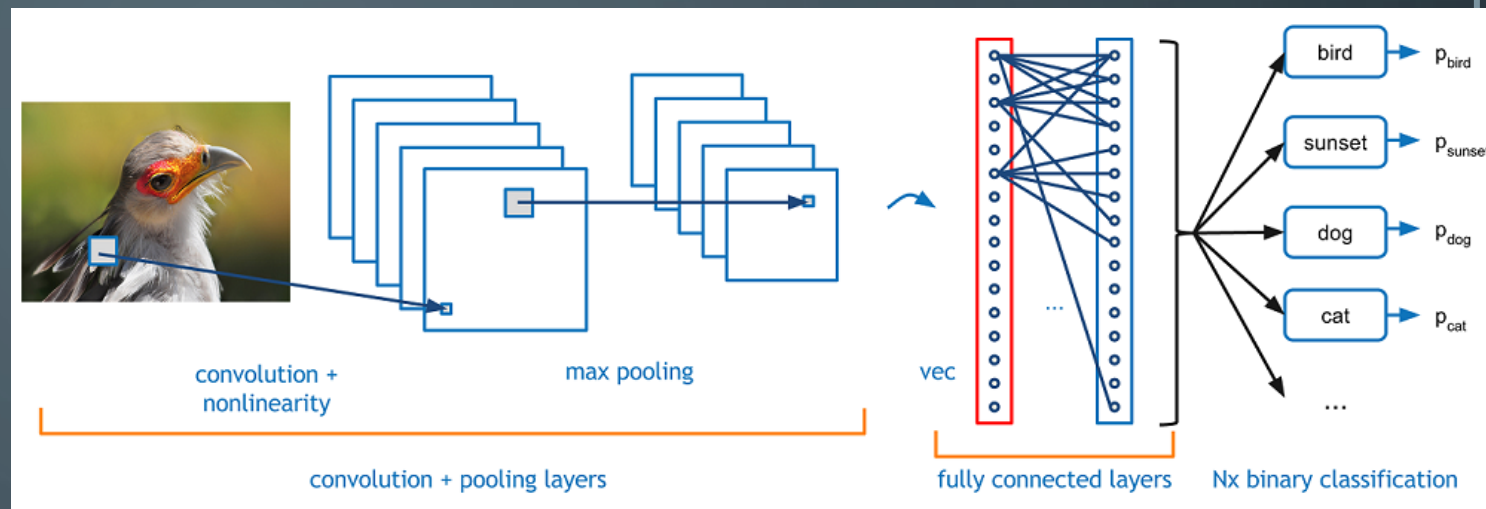 bird
p_bird
sunset
p_sunset
dog
p_dog
cat
p_cat
...
...
convolution +
nonlinearity
max pooling
vec
convolution + pooling layers
fully connected layers
Nx binary classification